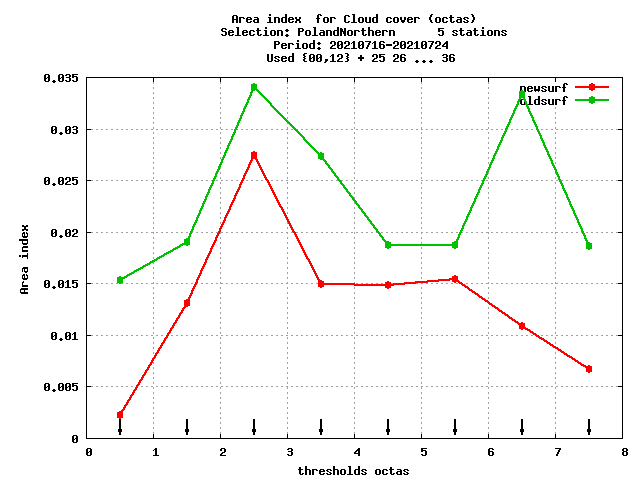 Area index  for Cloud cover (octas)
Selection: PolandNorthern      5 stations
Period: 20210716-20210724
Used {00,12} + 25 26 ... 36
newsurf
oldsurf
0.035
0.03
0.025
0.02
0.015
0.01
0.005
0
Area index
0 1 2 3 4 5 6 7 8
thresholds octas